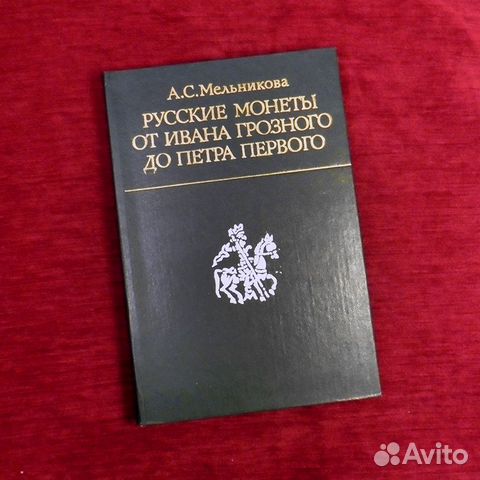 А.С.Мельникова
РУССКИЕ МОНЕТЫ
ОТ ИВАНА ГРОЗНОГО
ДО ПЕТРА ПЕРВОГО
Avito